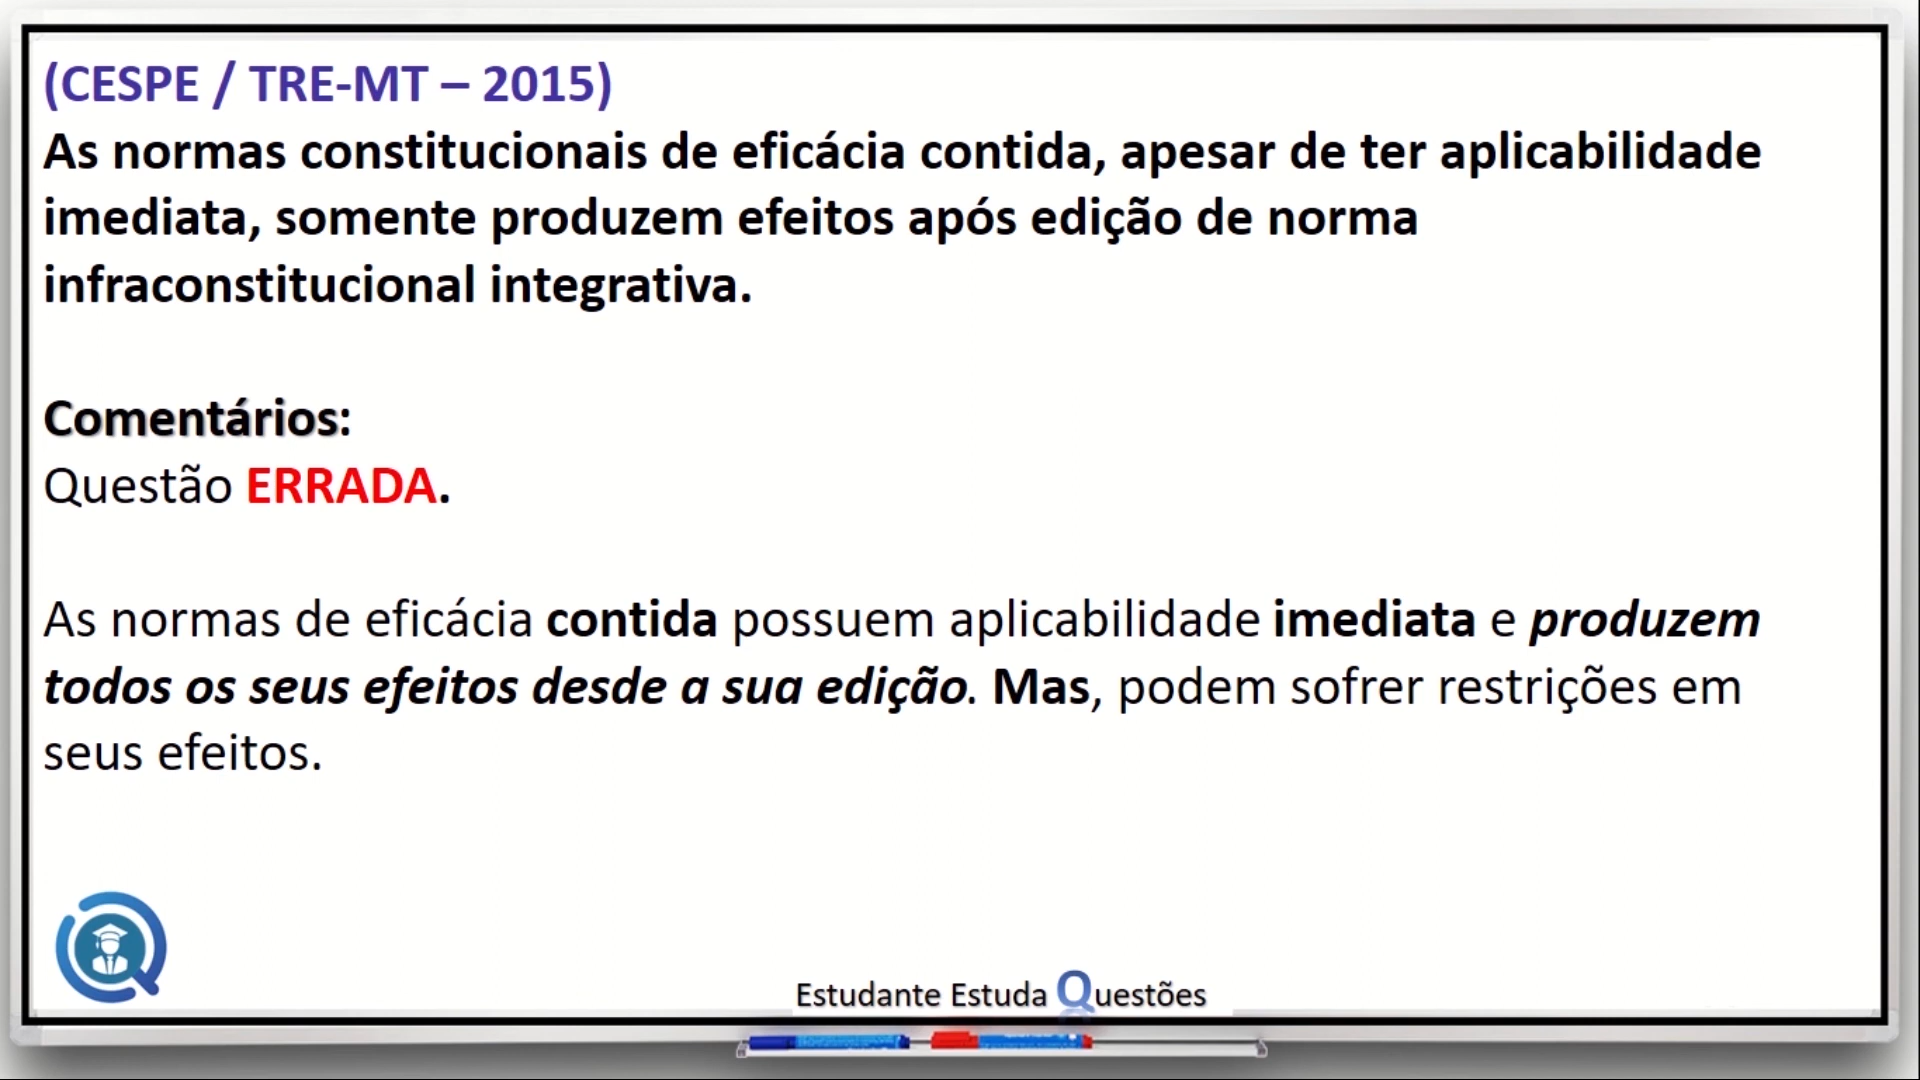 (CESPE / TRE-MT – 2015)
As normas constitucionais de eficácia contida, apesar de ter aplicabilidade
imediata, somente produzem efeitos após edição de norma
infraconstitucional integrativa.
Comentários:
Questão ERRADA.
As normas de eficácia contida possuem aplicabilidade imediata e produzem
todos os seus efeitos desde a sua edição. Mas, podem sofrer restrições em
seus efeitos.
Estudante Estuda Questões